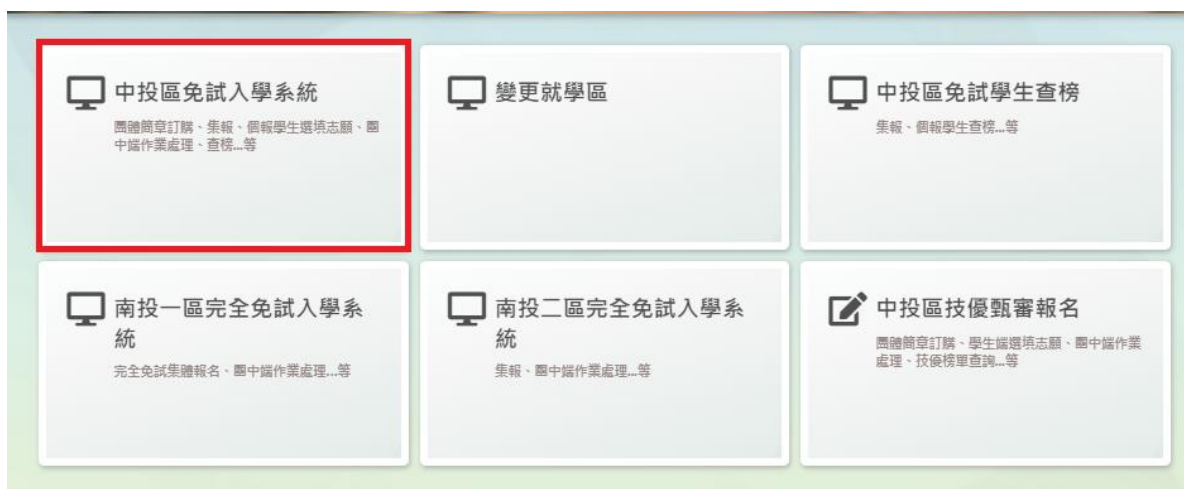 中投區免試入學系統
團體簡章訂購、集報、個報學生選填志願、國
中端作業處理、查榜...等
變更就學區
中投區免試學生查榜
集報、個報學生查榜...等
南投一區完全免試入學系
統
完全免試集體報名、國中端作業處理...等
南投二區完全免試入學系
統
集報、國中端作業處理...等
中投區技優甄審報名
團體簡章訂購、學生端選填志願、國中端作業
處理、技優榜單查詢...等